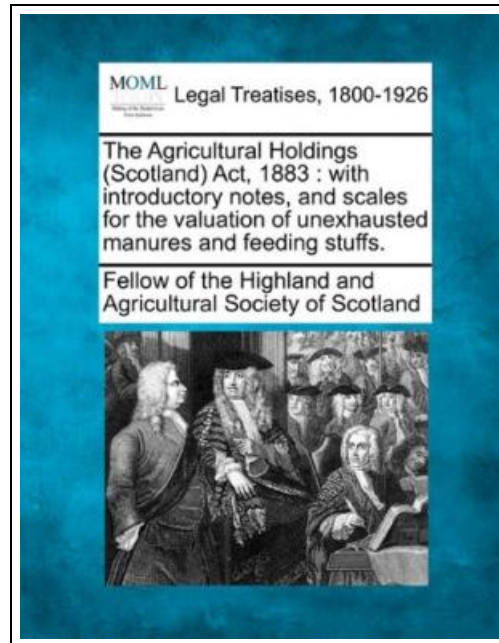 MOML
Legal Treatises, 1800-1926
The Agricultural Holdings
(Scotland) Act, 1883 : with
introductory notes, and scales
for the valuation of unexhausted
manures and feeding stuffs.
Fellow of the Highland and
Agricultural Society of Scotland